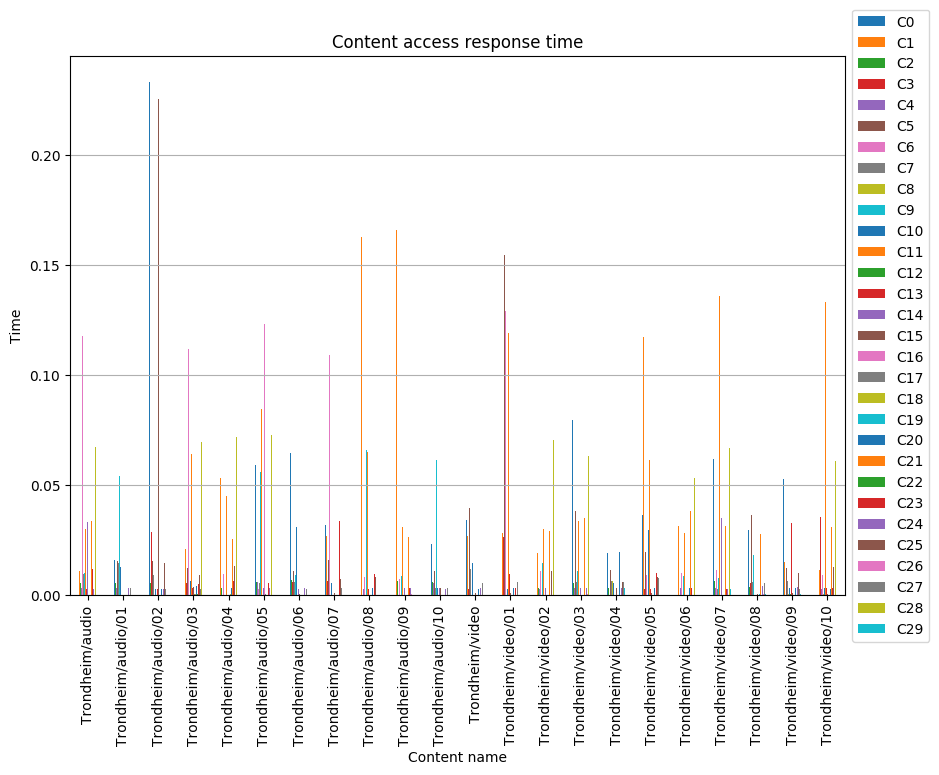 Content access response time
Time
0.20
0.15
0.10
0.05
0.00
Trondheim/audio
Trondheim/audio/01
Trondheim/audio/02
Trondheim/audio/03
Trondheim/audio/04
Trondheim/audio/05
Trondheim/audio/06
Trondheim/audio/07
Trondheim/audio/08
Trondheim/audio/09
Trondheim/audio/10
Trondheim/video
Trondheim/video/01
Trondheim/video/02
Trondheim/video/03
Trondheim/video/04
Trondheim/video/05
Trondheim/video/06
Trondheim/video/07
Trondheim/video/08
Trondheim/video/09
Trondheim/video/10
Content name
C0
C1
C2
C3
C4
C5
C6
C7
C8
C9
C10
C11
C12
C13
C14
C15
C16
C17
C18
C19
C20
C21
C22
C23
C24
C25
C26
C27
C28
C29